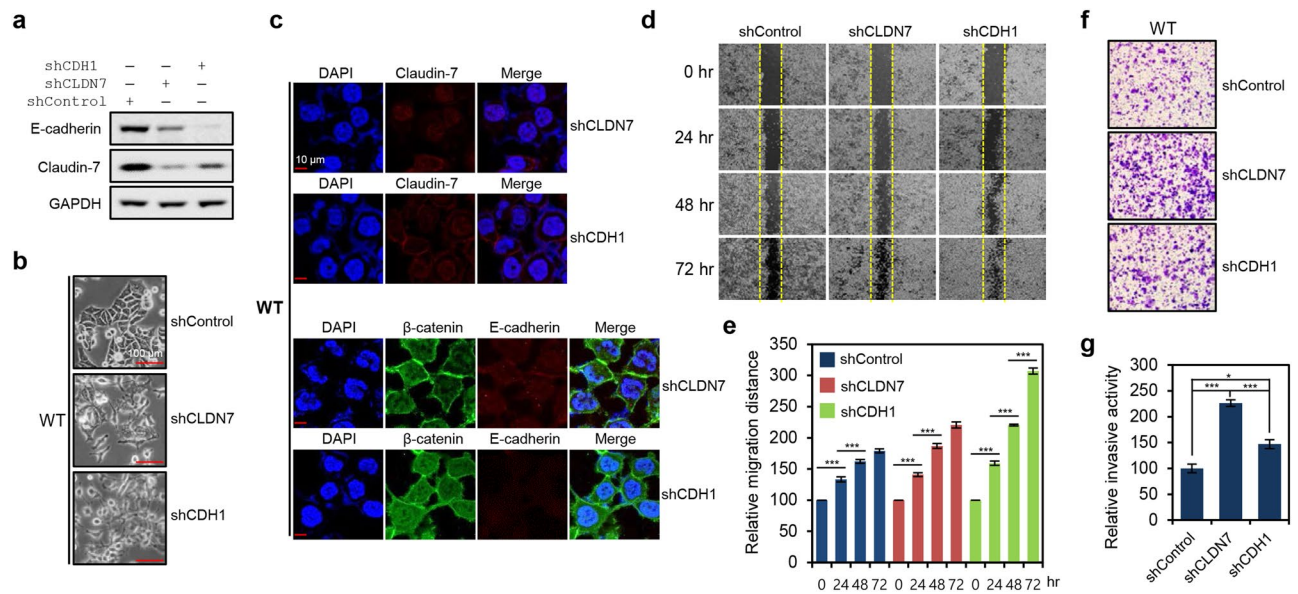 a
shCDH1 – – +
shCLDN7 – + –
shControl + – –
E-cadherin
Claudin-7
GAPDH
b
WT
shControl
100 µm
shCLDN7
shCDH1
c
WT
DAPI Claudin-7 Merge
10 µm
shCLDN7
DAPI Claudin-7 Merge
shCDH1
DAPI β-catenin E-cadherin Merge
shCLDN7
DAPI β-catenin E-cadherin Merge
shCDH1
d
shControl shCLDN7 shCDH1
0 hr
24 hr
48 hr
72 hr
e
Relative migration distance
350
300
250
200
150
100
50
0
shControl
shCLDN7
shCDH1
*** *** *** *** *** *** ***
0 24 48 72 0 24 48 72 0 24 48 72 hr
f
WT
shControl
shCLDN7
shCDH1
g
Relative invasive activity
300
250
200
150
100
50
0
*
*** ***
shControl shCLDN7 shCDH1